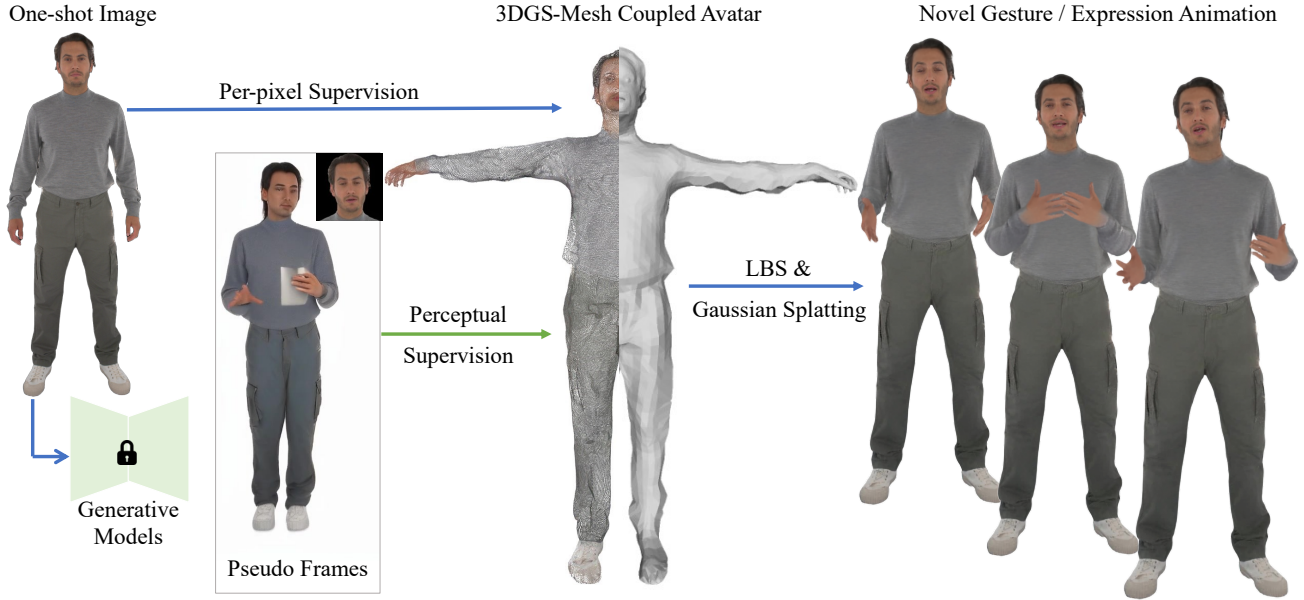 One-shot Image
3DGS-Mesh Coupled Avatar
Novel Gesture / Expression Animation
Per-pixel Supervision
LBS &
Gaussian Splatting
Perceptual
Supervision
Generative
Models
Pseudo Frames